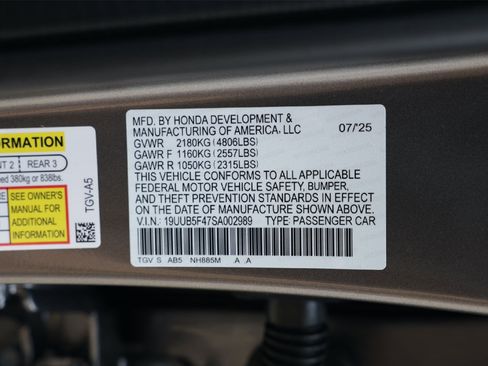 ORMATION
NT 2 REAR 3
eed 380kg or 838lbs.
SEE OWNER'S
MANUAL FOR
ADDITIONAL
INFORMATION
TGV-A5
MFD. BY HONDA DEVELOPMENT &
MANUFACTURING OF AMERICA, LLC 07/'25
GVWR 2180KG (4806LBS)
GAWR F 1160KG (2557LBS)
GAWR R 1050KG (2315LBS)
THIS VEHICLE CONFORMS TO ALL APPLICABLE
FEDERAL MOTOR VEHICLE SAFETY, BUMPER,
AND THEFT PREVENTION STANDARDS IN EFFECT
ON THE DATE OF MANUFACTURE SHOWN ABOVE.
V.I.N.: 19UUB5F47SA002989 TYPE: PASSENGER CAR
TGV S AB5 NH885M A A